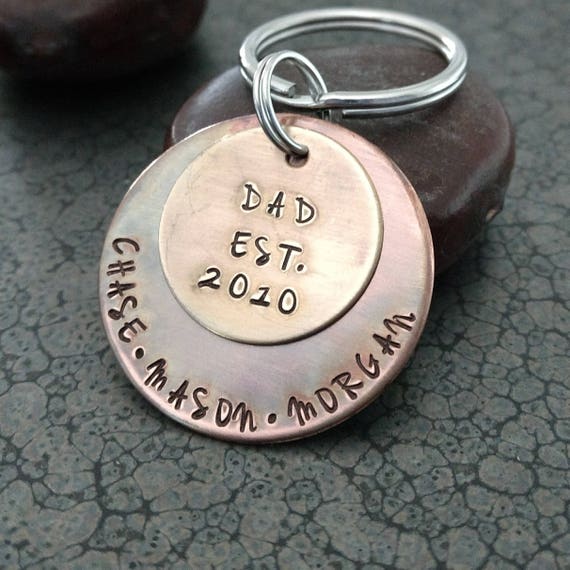 DAD
EST.
2010
CHASE • MASON • MORGAN